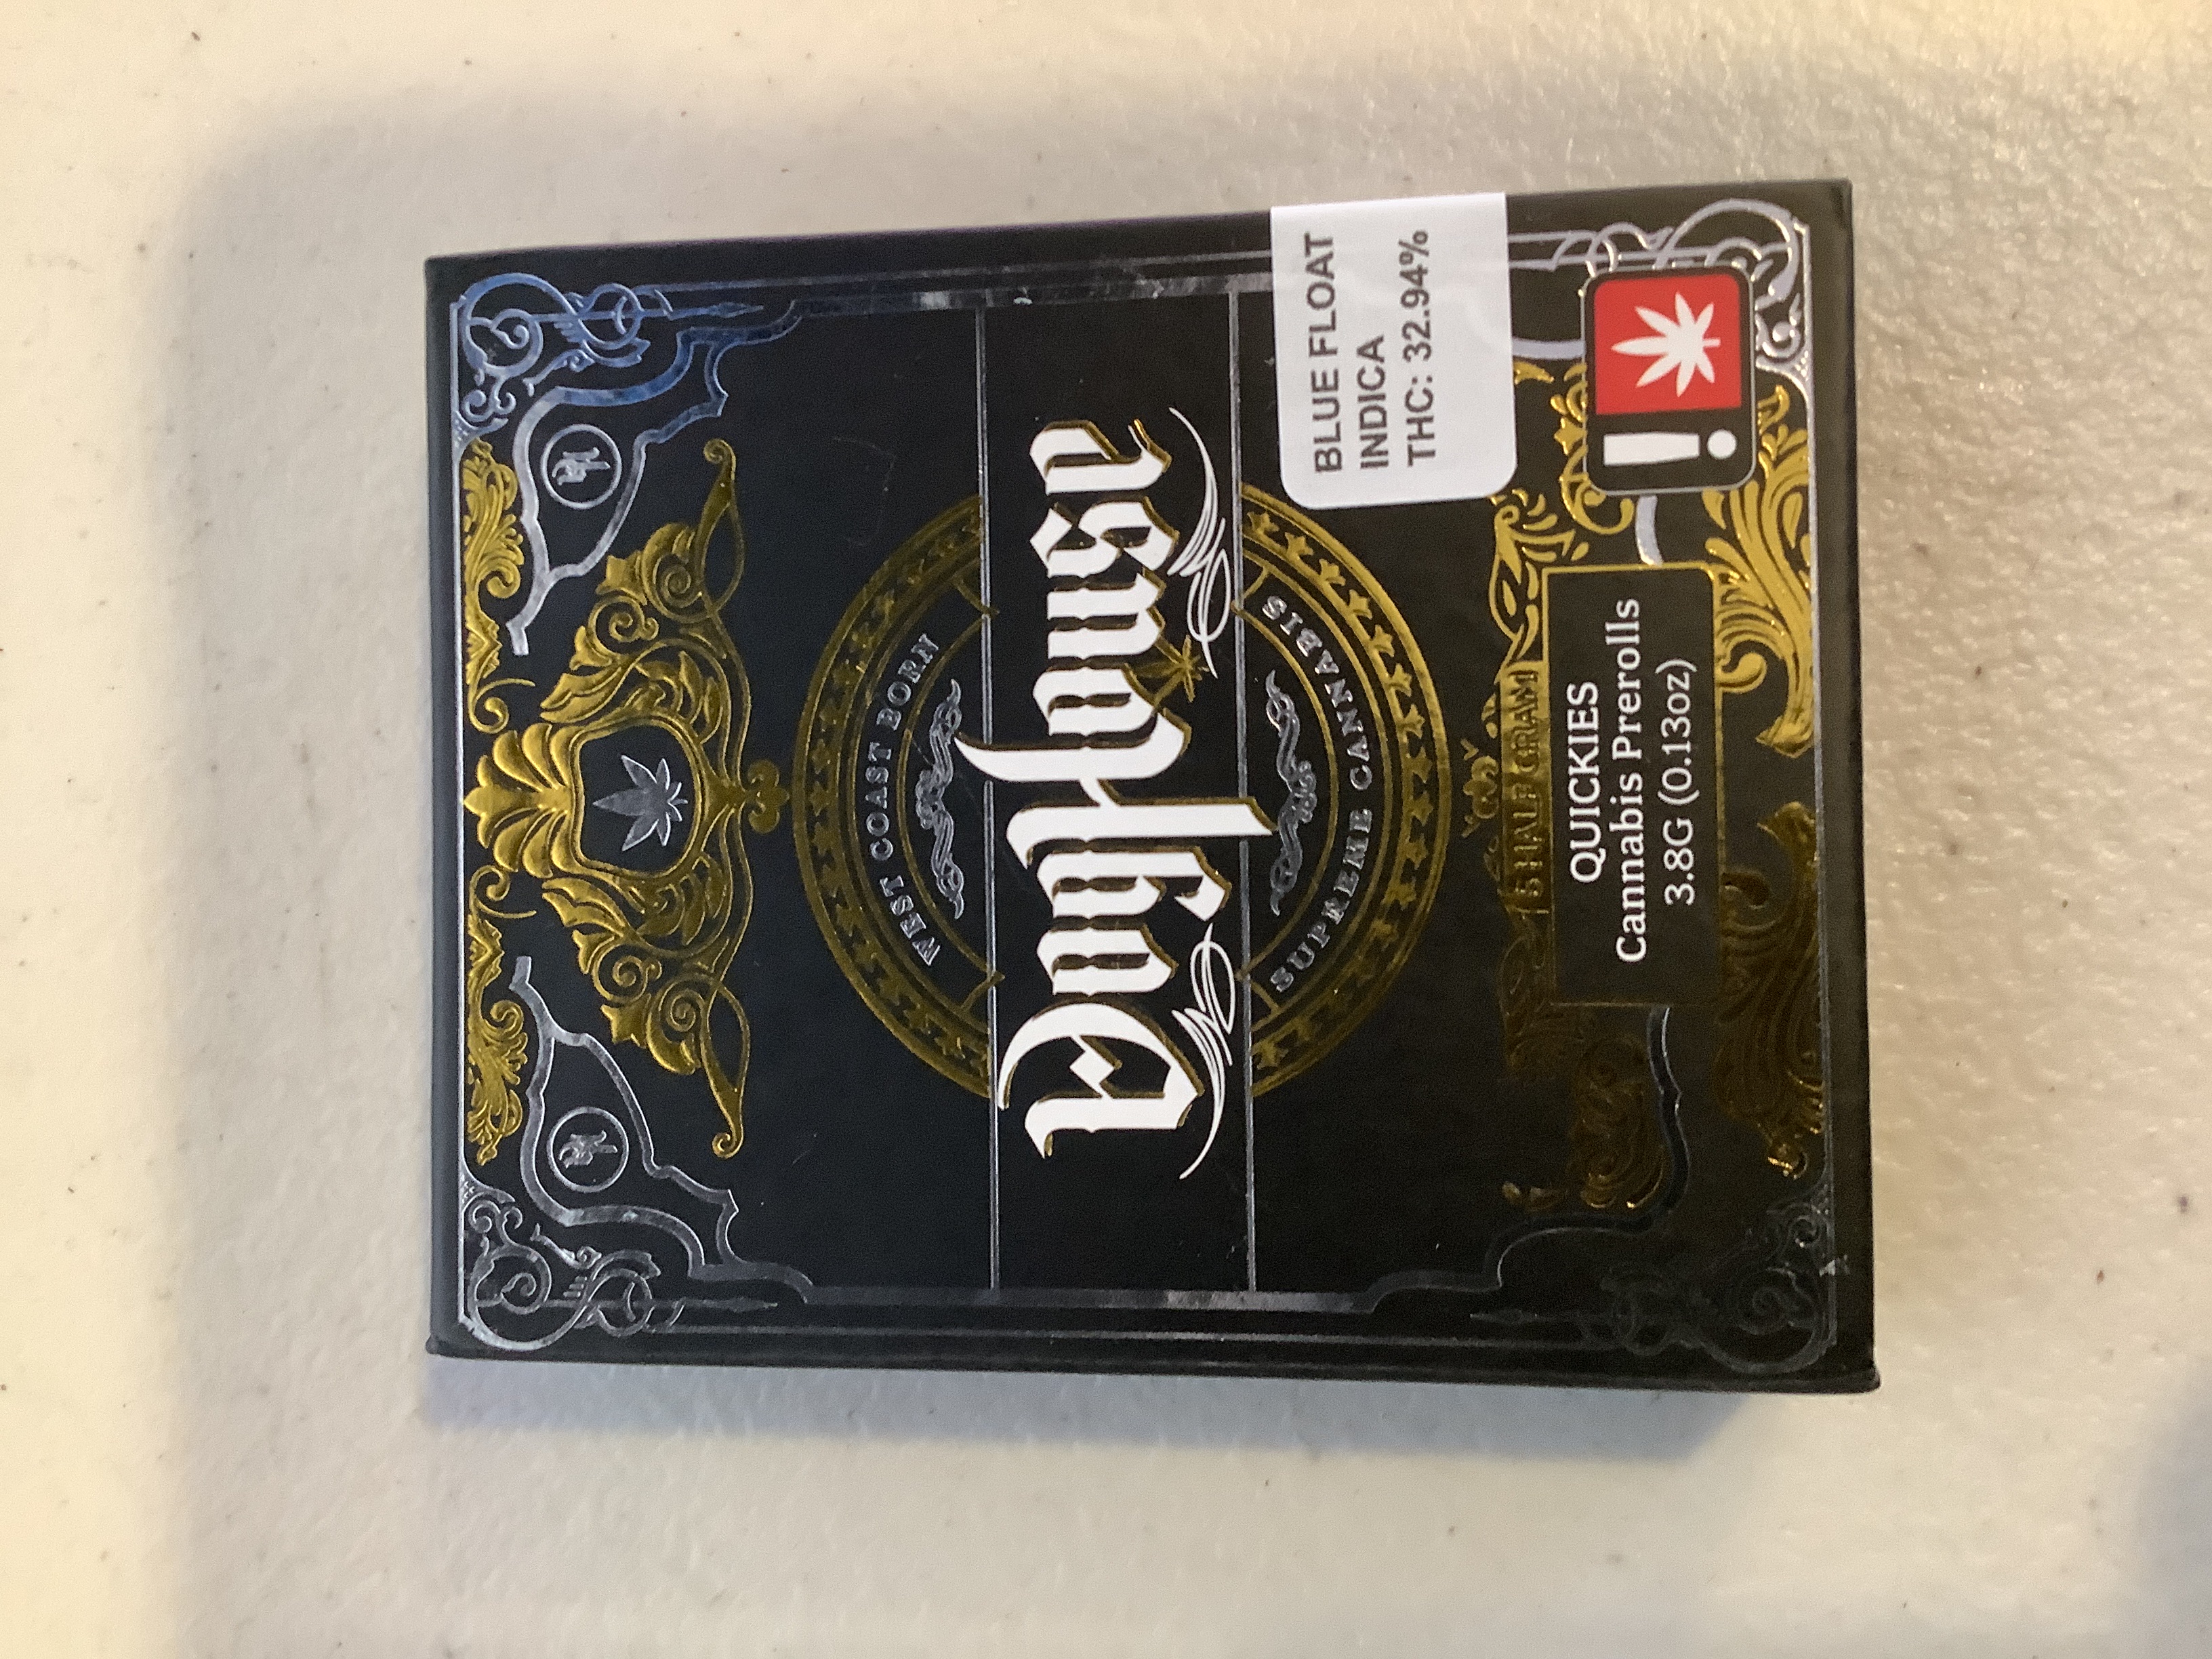 WEST COAST BORN
DogHouse
SUPREME CANNABIS
BLUE FLOAT
INDICA
THC: 32.94%
HALF GRAM
QUICKIES
Cannabis Prerolls
3.8G (0.13oz)
!